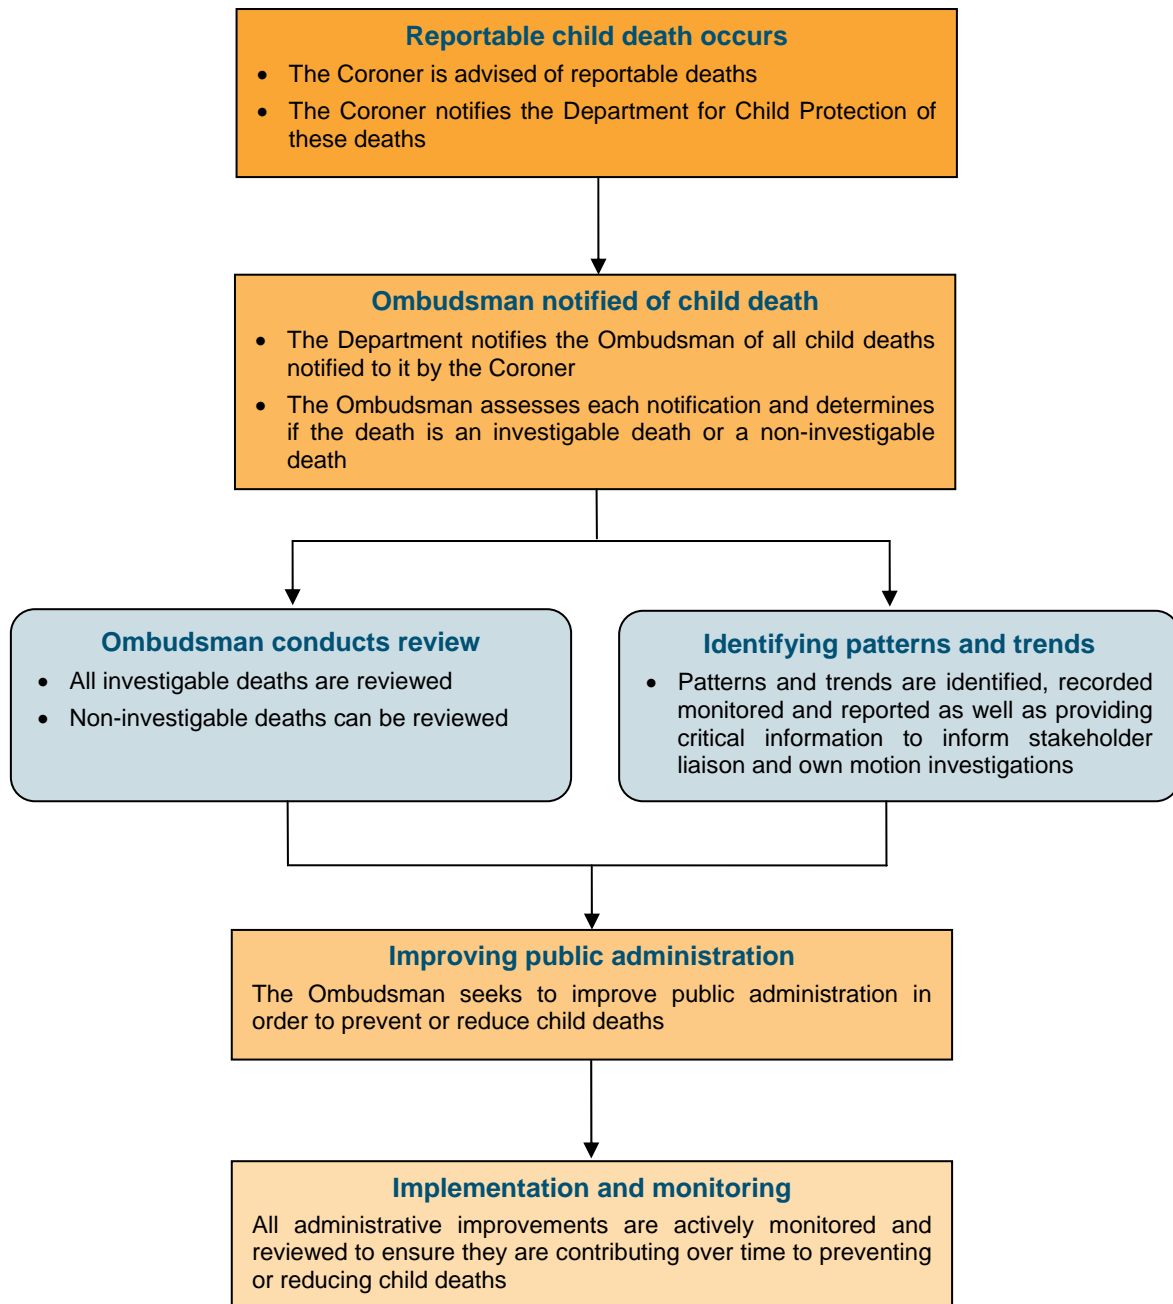 Reportable child death occurs
• The Coroner is advised of reportable deaths
• The Coroner notifies the Department for Child Protection of
these deaths
Ombudsman notified of child death
• The Department notifies the Ombudsman of all child deaths
notified to it by the Coroner
• The Ombudsman assesses each notification and determines
if the death is an investigable death or a non-investigable
death
Ombudsman conducts review
• All investigable deaths are reviewed
• Non-investigable deaths can be reviewed
Identifying patterns and trends
• Patterns and trends are identified, recorded
monitored and reported as well as providing
critical information to inform stakeholder
liaison and own motion investigations
Improving public administration
The Ombudsman seeks to improve public administration in
order to prevent or reduce child deaths
Implementation and monitoring
All administrative improvements are actively monitored and
reviewed to ensure they are contributing over time to preventing
or reducing child deaths